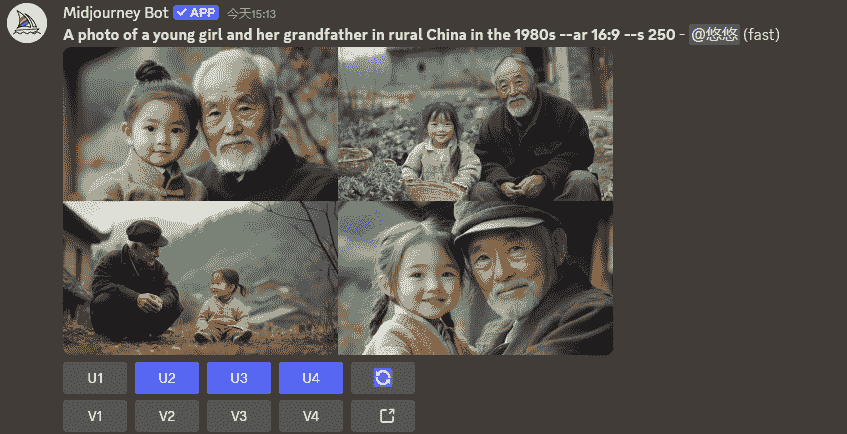 Midjourney Bot ✓ APP 今天15:13
A photo of a young girl and her grandfather in rural China in the 1980s --ar 16:9 --s 250 - @悠悠 (fast)
U1 U2 U3 U4
V1 V2 V3 V4